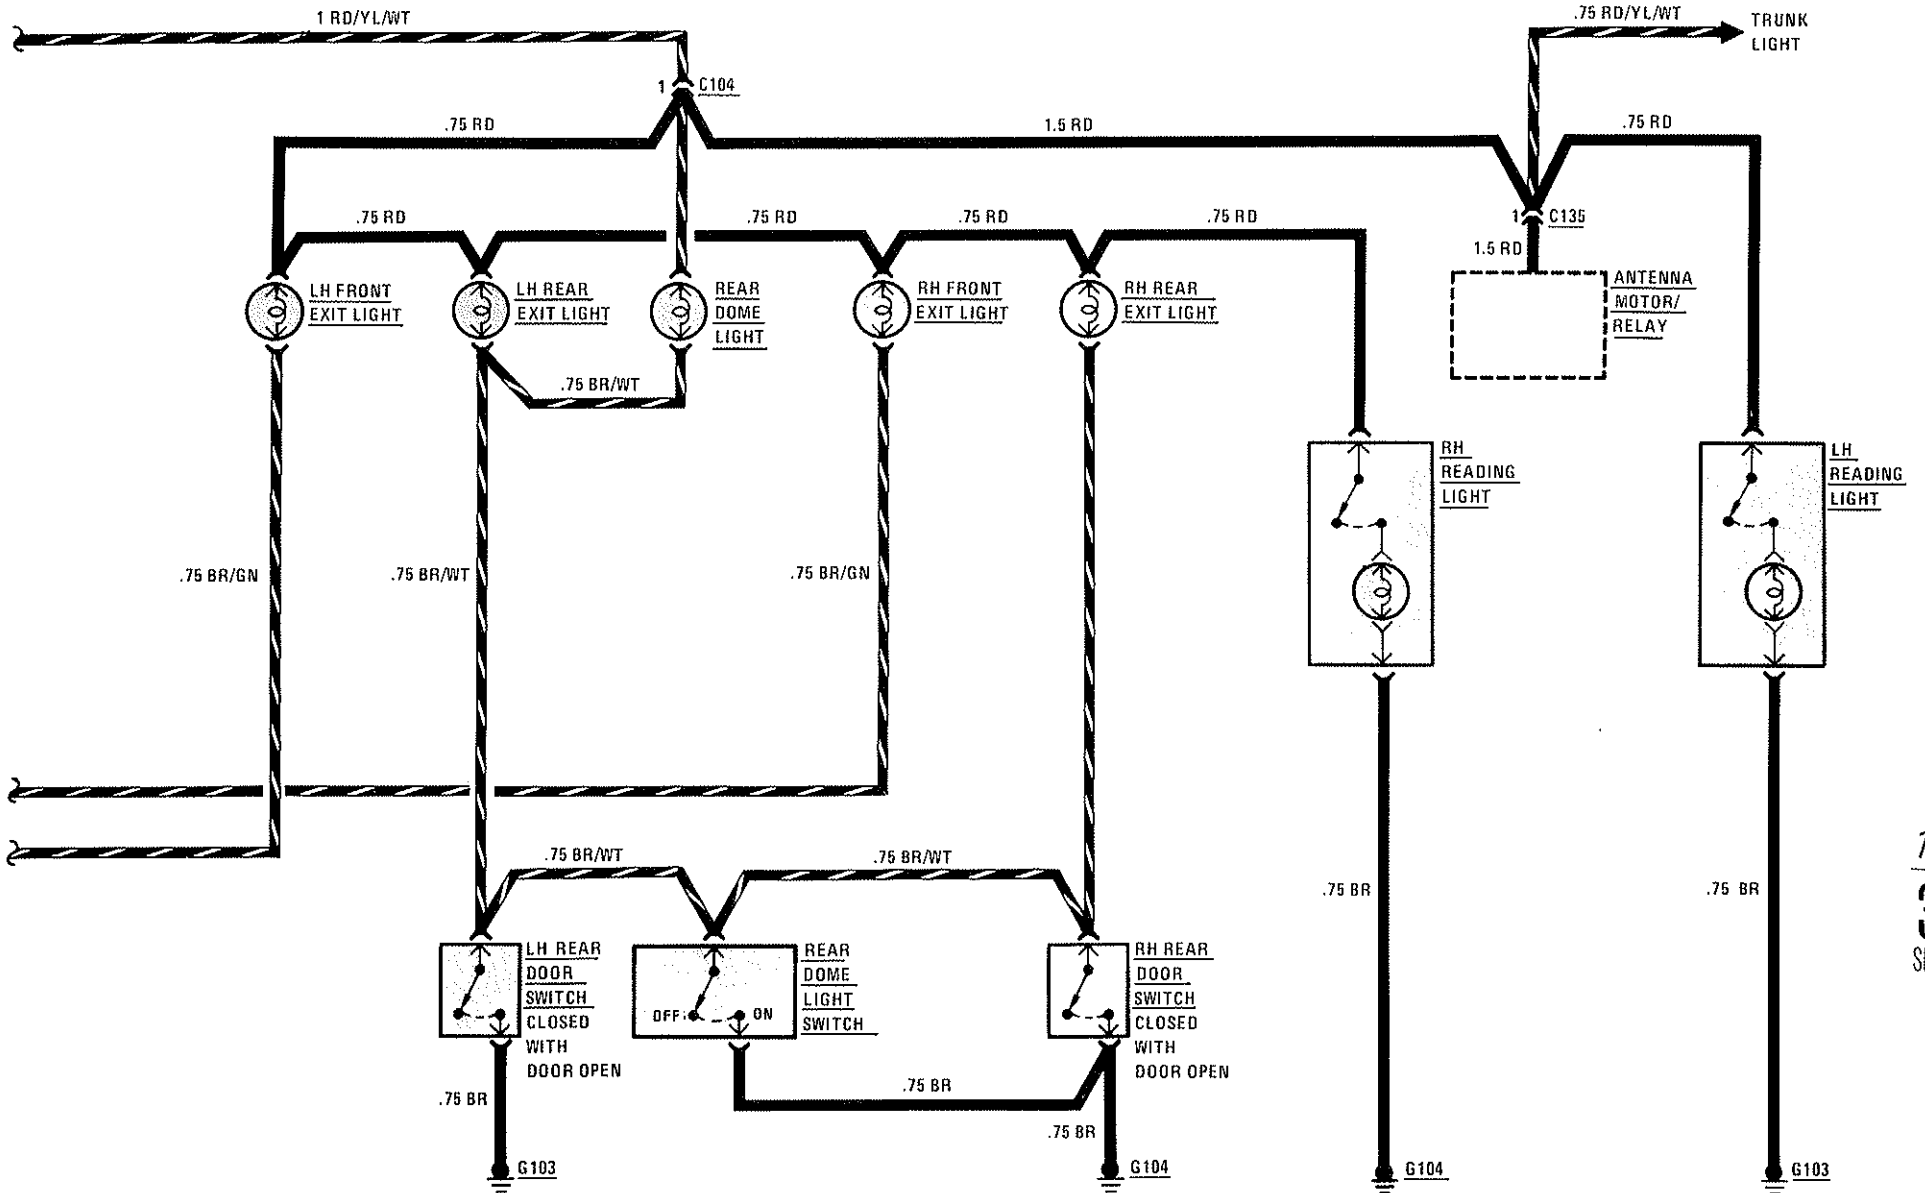 1 RD/YL/WT
.75 RD/YL/WT
TRUNK
LIGHT
1
C104
.75 RD
1.5 RD
.75 RD
.75 RD
.75 RD
.75 RD
.75 RD
1
C135
1.5 RD
LH FRONT
EXIT LIGHT
LH REAR
EXIT LIGHT
REAR
DOME
LIGHT
RH FRONT
EXIT LIGHT
RH REAR
EXIT LIGHT
ANTENNA
MOTOR/
RELAY
.75 BR/WT
RH
READING
LIGHT
LH
READING
LIGHT
.75 BR/GN
.75 BR/WT
.75 BR/GN
.75 BR/WT
.75 BR/WT
.75 BR
.75 BR
LH REAR
DOOR
SWITCH
CLOSED
WITH
DOOR OPEN
OFF
ON
REAR
DOME
LIGHT
SWITCH
RH REAR
DOOR
SWITCH
CLOSED
WITH
DOOR OPEN
.75 BR
.75 BR
.75 BR
G103
G104
G104
G103